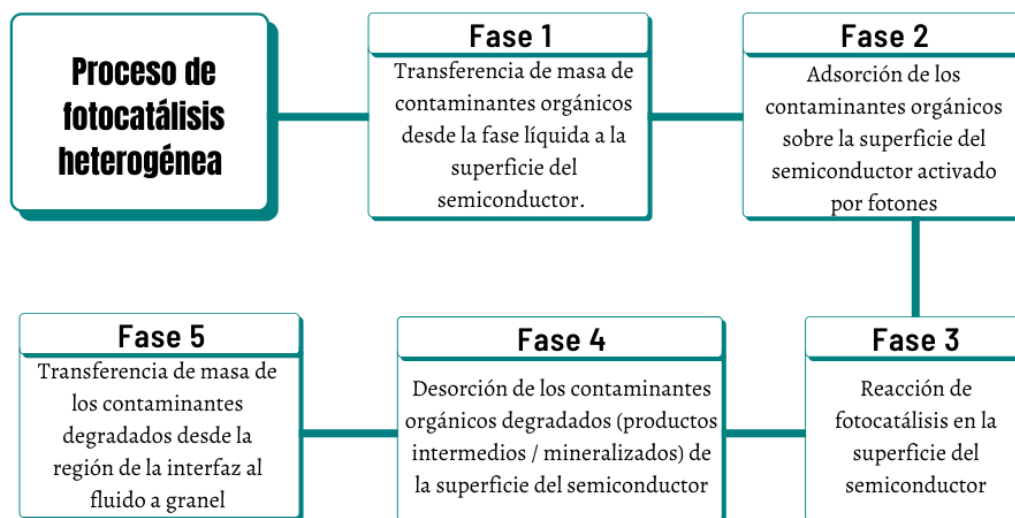 Proceso de
fotocatálisis
heterogénea
Fase 1
Transferencia de masa de
contaminantes orgánicos
desde la fase líquida a la
superficie del
semiconductor.
Fase 2
Adsorción de los
contaminantes orgánicos
sobre la superficie del
semiconductor activado
por fotones
Fase 3
Reacción de
fotocatálisis en la
superficie del
semiconductor
Fase 4
Desorción de los contaminantes
orgánicos degradados (productos
intermedios / mineralizados) de
la superficie del semiconductor
Fase 5
Transferencia de masa de
los contaminantes
degradados desde la
región de la interfaz al
fluido a granel